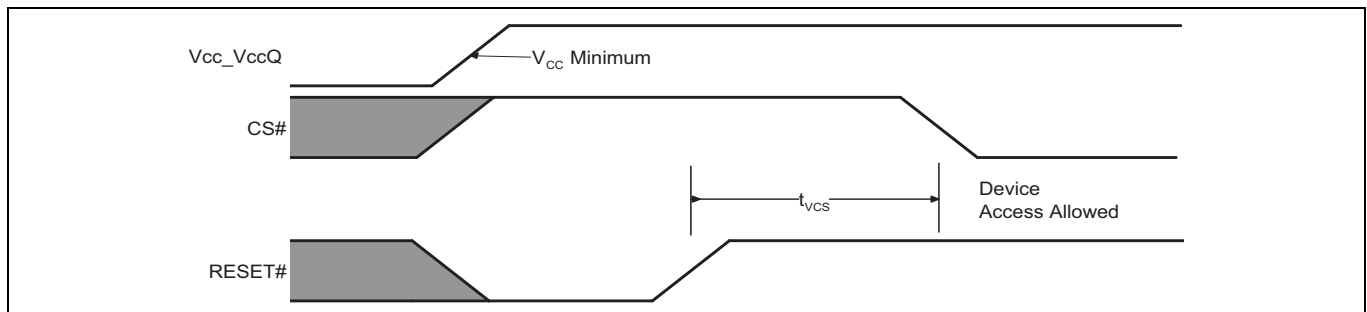 Vcc_VccQ
VCC Minimum
CS#
tVCS
Device
Access Allowed
RESET#